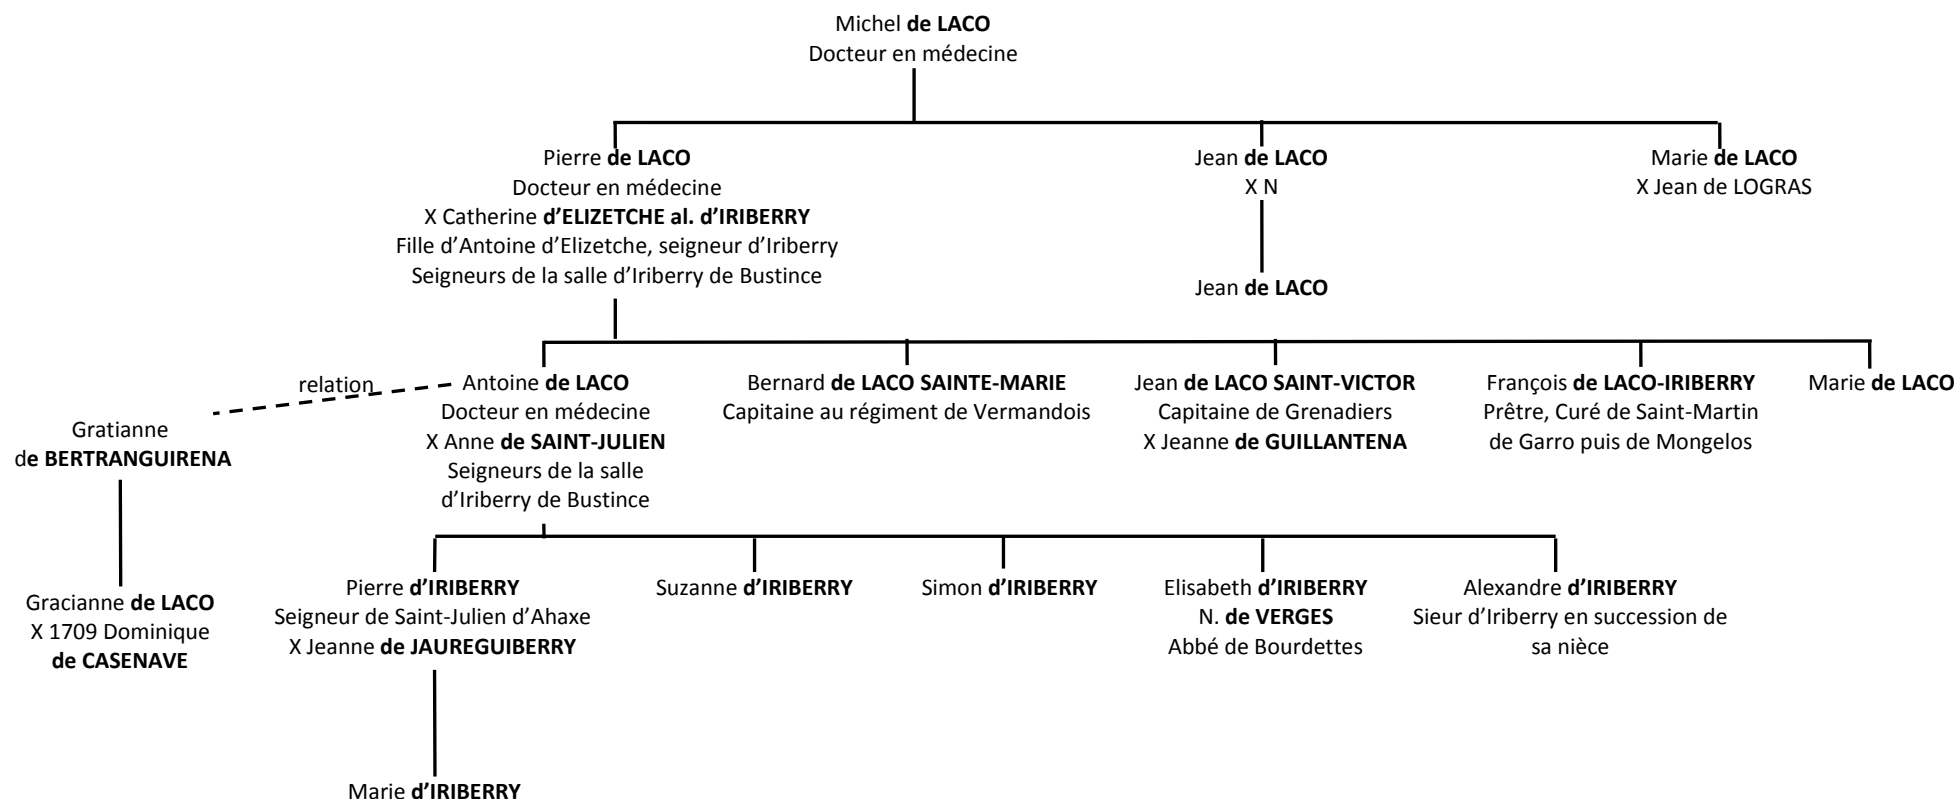 Michel de LACO
Docteur en médecine
Pierre de LACO
Docteur en médecine
X Catherine d’ELIZETCHE al. d’IRIBERRY
Fille d’Antoine d’Elizetche, seigneur d’Iriberry
Seigneurs de la salle d’Iriberry de Bustince
Jean de LACO
X N
Jean de LACO
Marie de LACO
X Jean de LOGRAS
relation
Gratianne
de BERTRANGUIRENA
Antoine de LACO
Docteur en médecine
X Anne de SAINT-JULIEN
Seigneurs de la salle
d’Iriberry de Bustince
Bernard de LACO SAINTE-MARIE
Capitaine au régiment de Vermandois
Jean de LACO SAINT-VICTOR
Capitaine de Grenadiers
X Jeanne de GUILLANTENA
François de LACO-IRIBERRY
Prêtre, Curé de Saint-Martin
de Garro puis de Mongelos
Marie de LACO
Gracianne de LACO
X 1709 Dominique
de CASENAVE
Pierre d’IRIBERRY
Seigneur de Saint-Julien d’Ahaxe
X Jeanne de JAUREGUIBERRY
Suzanne d’IRIBERRY
Simon d’IRIBERRY
Elisabeth d’IRIBERRY
N. de VERGES
Abbé de Bourdettes
Alexandre d’IRIBERRY
Sieur d’Iriberry en succession de
sa nièce
Marie d’IRIBERRY